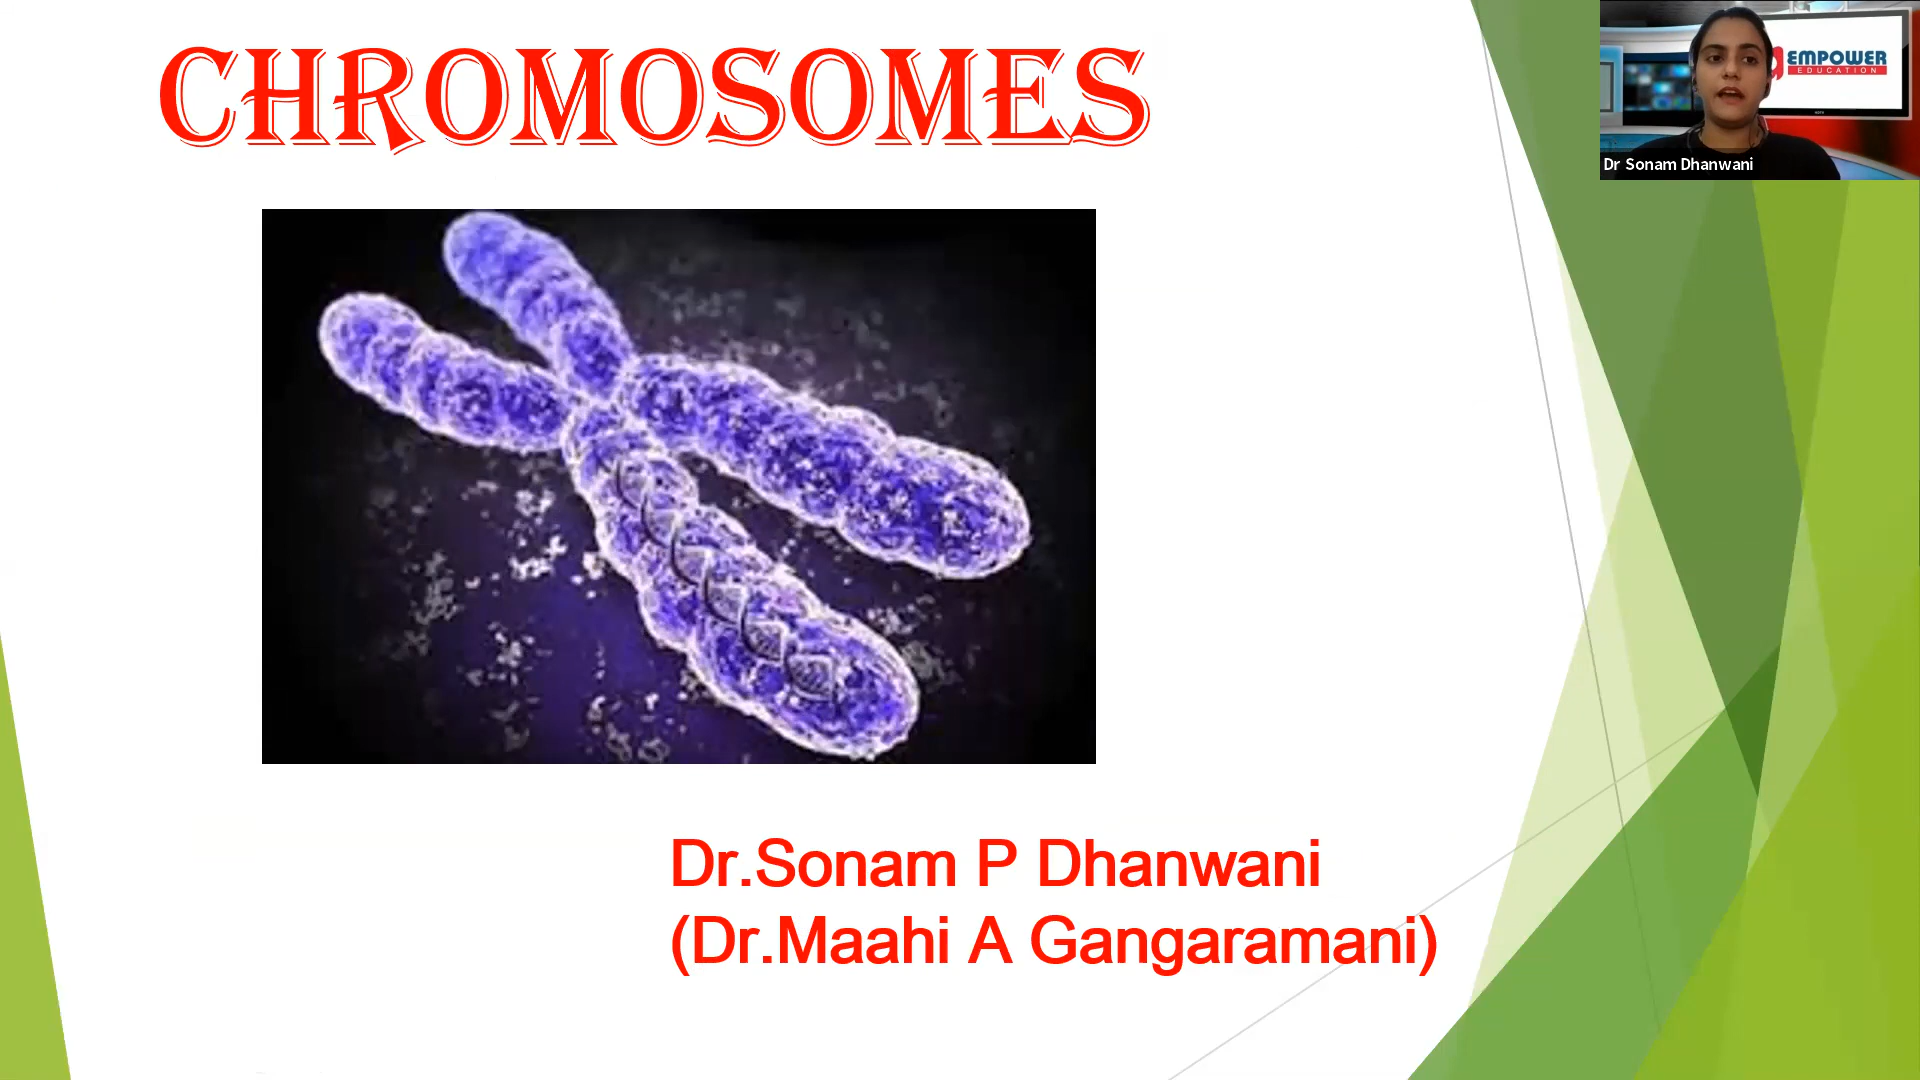 CHROMOSOMES
EMPOWER
EDUCATION
Dr Sonam Dhanwani
Dr.Sonam P Dhanwani
(Dr.Maahi A Gangaramani)